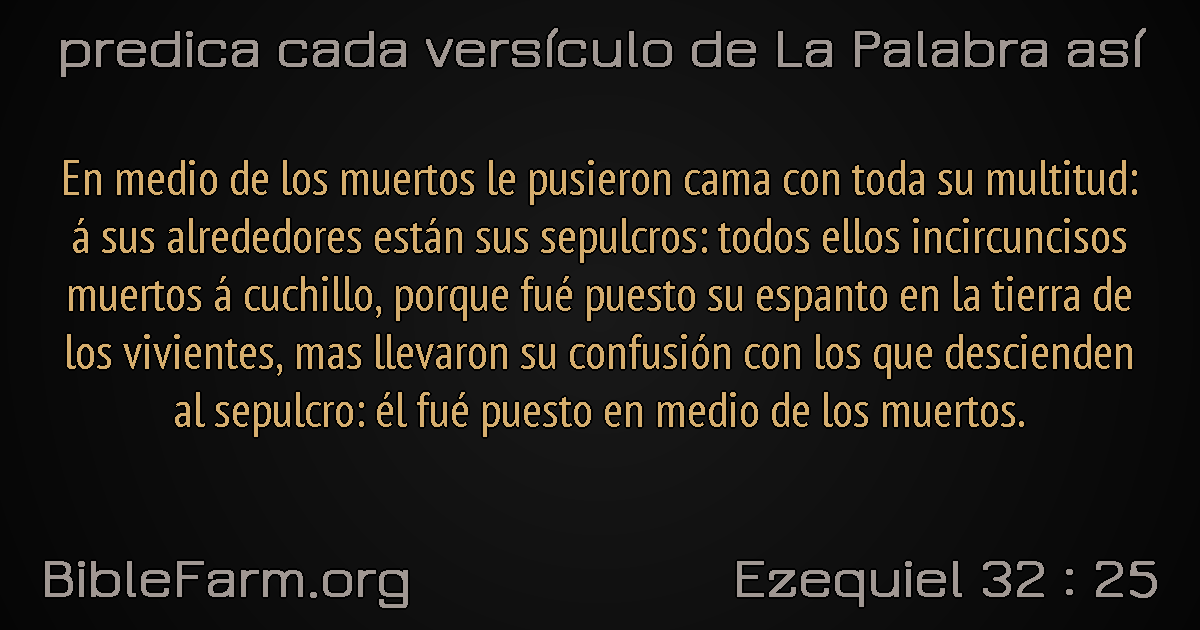 predica cada versículo de La Palabra así
En medio de los muertos le pusieron cama con toda su multitud:
á sus alrededores están sus sepulcros: todos ellos incircuncisos
muertos á cuchillo, porque fué puesto su espanto en la tierra de
los vivientes, mas llevaron su confusión con los que descienden
al sepulcro: él fué puesto en medio de los muertos.
BibleFarm.org
Ezequiel 32 : 25